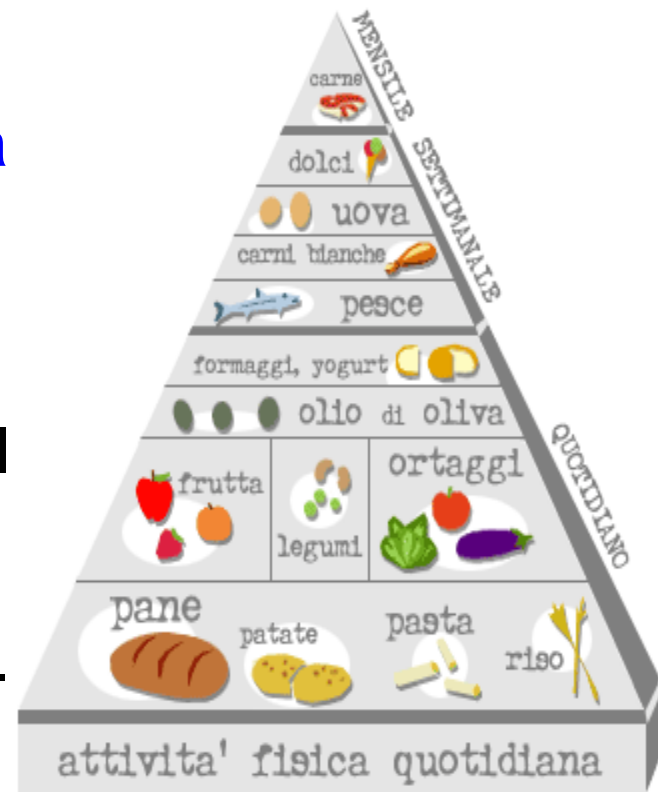 MENSILE
carne
SETTIMANALE
dolci
uova
carni bianche
pesce
QUOTIDIANO
formaggi, yogurt
olio di oliva
frutta
legumi
ortaggi
pane
patate
pasta
riso
attivita' fisica quotidiana